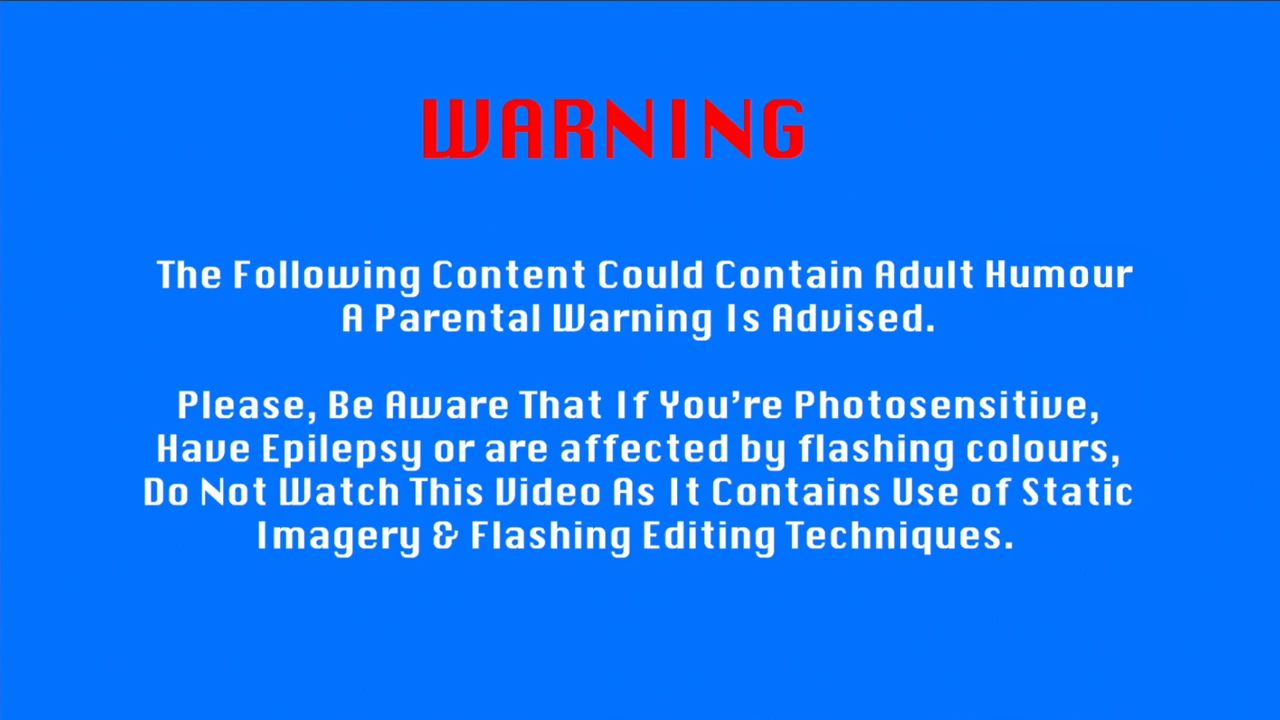 WARNING
The Following Content Could Contain Adult Humour
A Parental Warning Is Advised.
Please, Be Aware That If You're Photosensitive,
Have Epilepsy or are affected by flashing colours,
Do Not Watch This Video As It Contains Use of Static
Imagery & Flashing Editing Techniques.